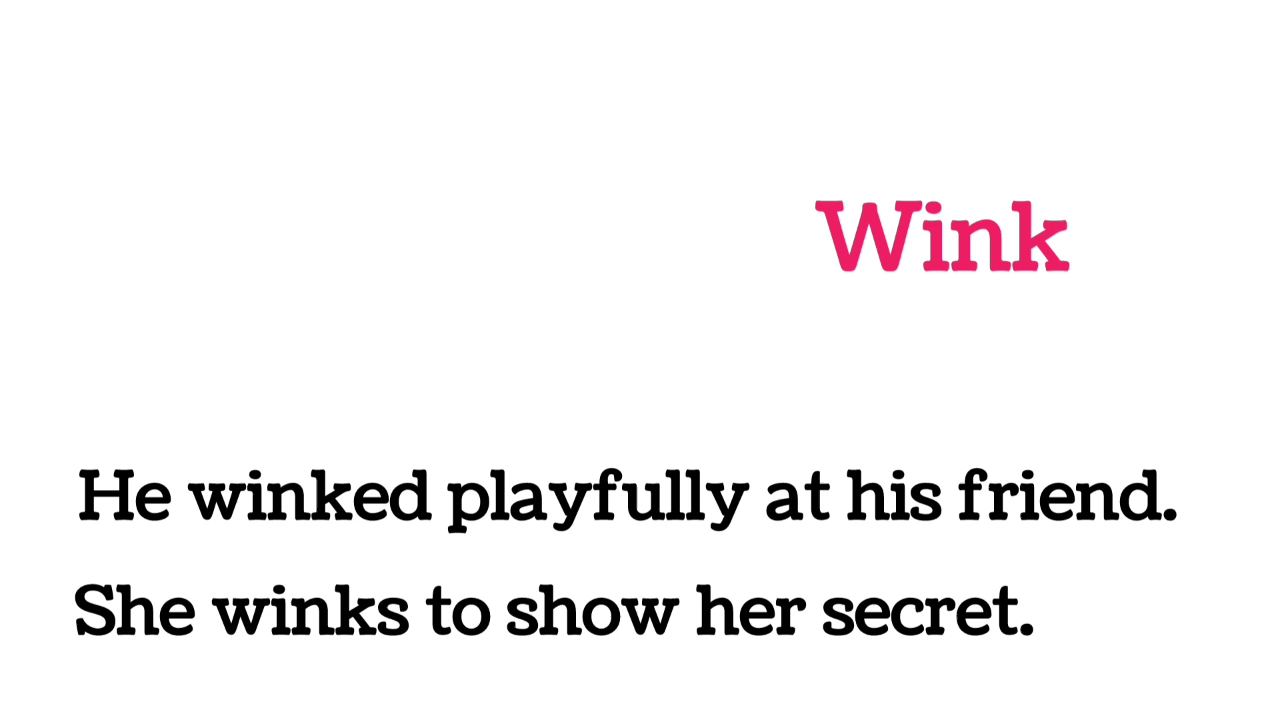 Wink
He winked playfully at his friend.
She winks to show her secret.